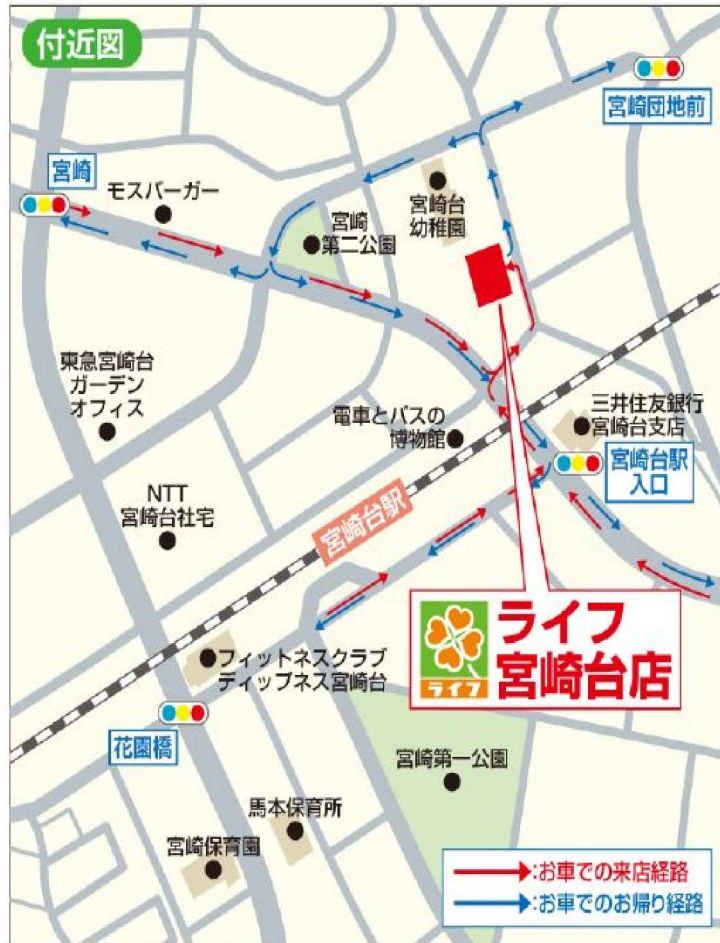 付近図
宮崎団地前
宮崎
モスバーガー
宮崎台
幼稚園
宮崎
第二公園
東急宮崎台
ガーデン
オフィス
電車とバスの
博物館
三井住友銀行
宮崎台支店
宮崎台駅
入口
NTT
宮崎台社宅
宮崎台駅
ライフ
ライフ
宮崎台店
フィットネスクラブ
ティップネス宮崎台
花園橋
宮崎第一公園
馬本保育所
宮崎保育園
:お車での来店経路
:お車でのお帰り経路